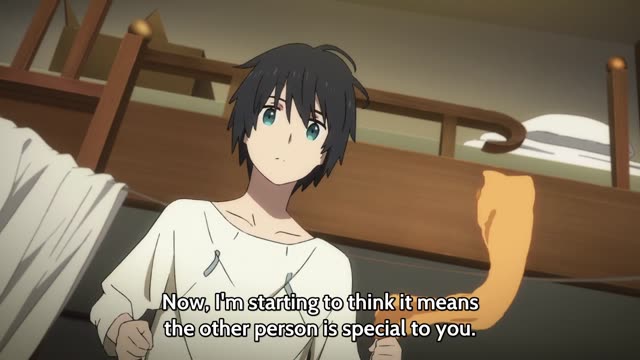 Now, I'm starting to think it means
the other person is special to you.